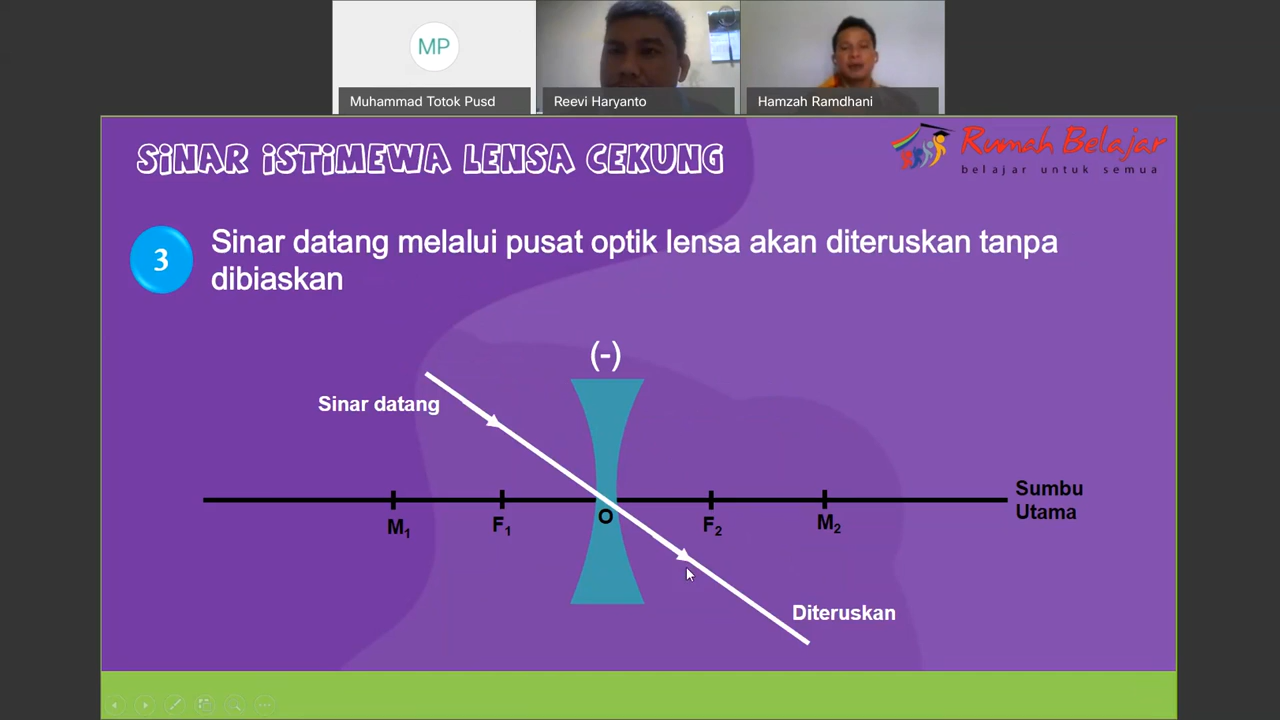 MP
Muhammad Totok Pusd
Reevi Haryanto
Hamzah Ramdhani
SINAR ISTIMEWA LENSA CEKUNG
Rumah Belajar
belajar untuk semua
3
Sinar datang melalui pusat optik lensa akan diteruskan tanpa
dibiaskan
(-)
Sinar datang
Sumbu
Utama
M₁
F₁
O
F₂
M₂
Diteruskan